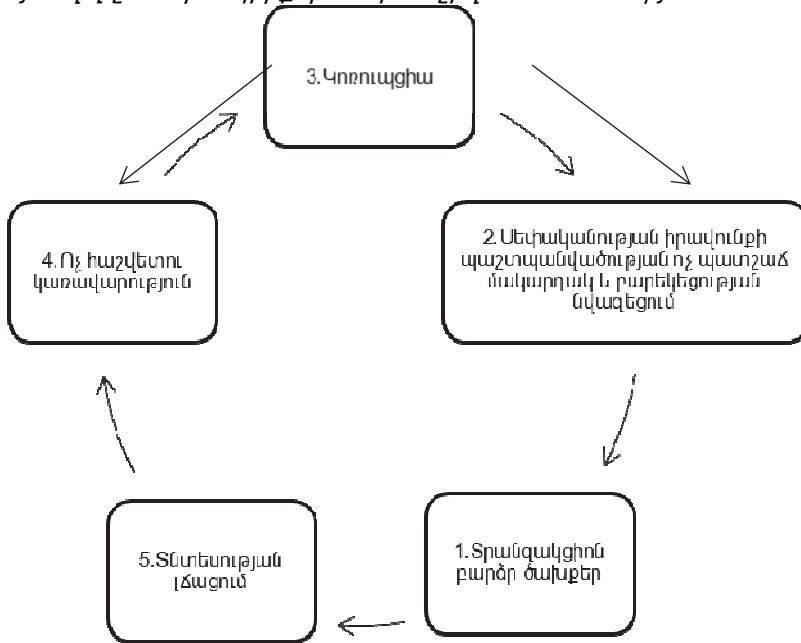 3.Կոռուպցիա
4.Ոչ հաշվետու
կառավարություն
2.Սեփականության իրավունքի
պաշտպանվածության ոչ պատշաճ
մակարդակ և բարեկեցության
նվազեցում
5.Տնտեսության
լճացում
1.Տրանզակցիոն
բարձր ծախքեր